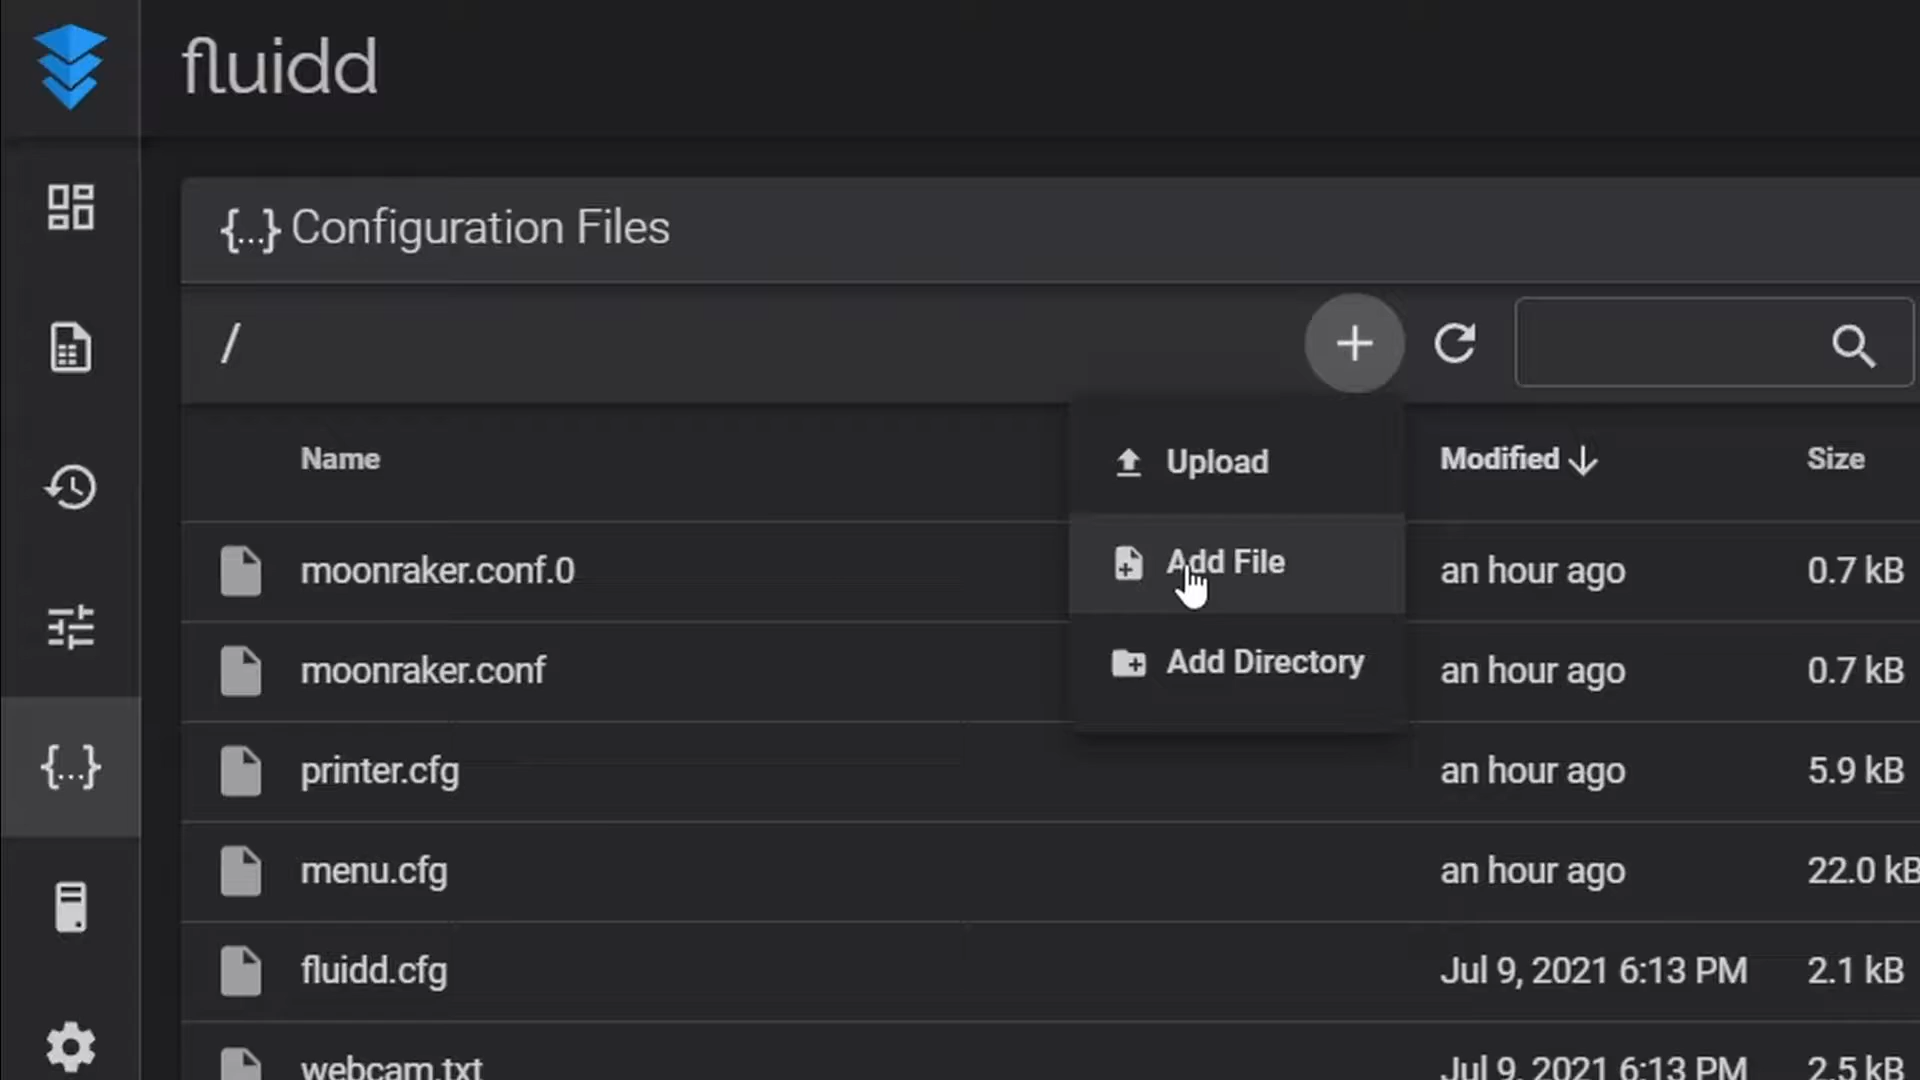 fluidd
{...} Configuration Files
/
Name
Modified
Size
Upload
Add File
Add Directory
moonraker.conf.0
an hour ago
0.7 kB
moonraker.conf
an hour ago
0.7 kB
printer.cfg
an hour ago
5.9 kB
{...}
menu.cfg
an hour ago
22.0 kB
fluidd.cfg
Jul 9, 2021 6:13 PM
2.1 kB
webcam.txt
Jul 9, 2021 6:13 PM
2.5 kB